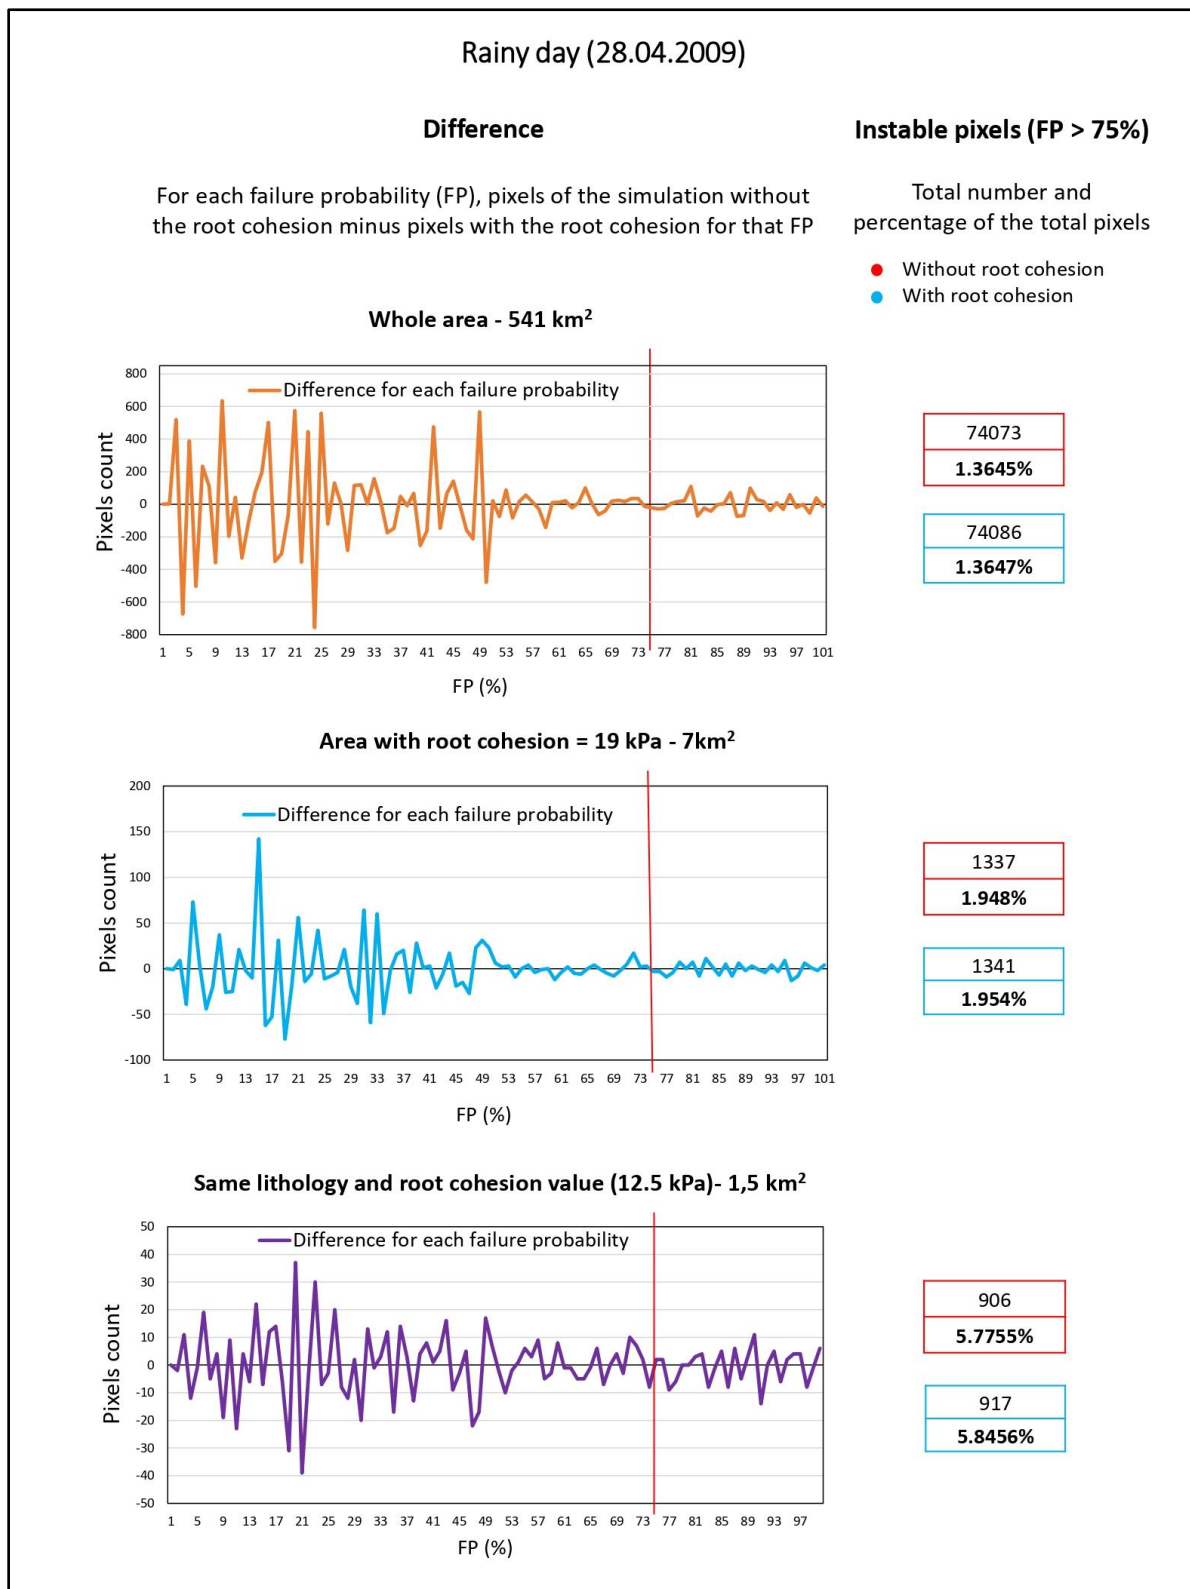 Rainy day (28.04.2009)
Difference
Instable pixels (FP > 75%)
For each failure probability (FP), pixels of the simulation without
the root cohesion minus pixels with the root cohesion for that FP
Total number and
percentage of the total pixels
Without root cohesion
With root cohesion
Whole area - 541 km²
Difference for each failure probability
Pixels count
800
600
400
200
0
-200
-400
-600
-800
1 5 9 13 17 21 25 29 33 37 41 45 49 53 57 61 65 69 73 77 81 85 89 93 97 101
FP (%)
74073
1.3645%
74086
1.3647%
Area with root cohesion = 19 kPa - 7km²
Difference for each failure probability
Pixels count
200
150
100
50
0
-50
-100
1 5 9 13 17 21 25 29 33 37 41 45 49 53 57 61 65 69 73 77 81 85 89 93 97 101
FP (%)
1337
1.948%
1341
1.954%
Same lithology and root cohesion value (12.5 kPa)- 1,5 km²
Difference for each failure probability
Pixels count
50
40
30
20
10
0
-10
-20
-30
-40
-50
1 5 9 13 17 21 25 29 33 37 41 45 49 53 57 61 65 69 73 77 81 85 89 93 97
FP (%)
906
5.7755%
917
5.8456%